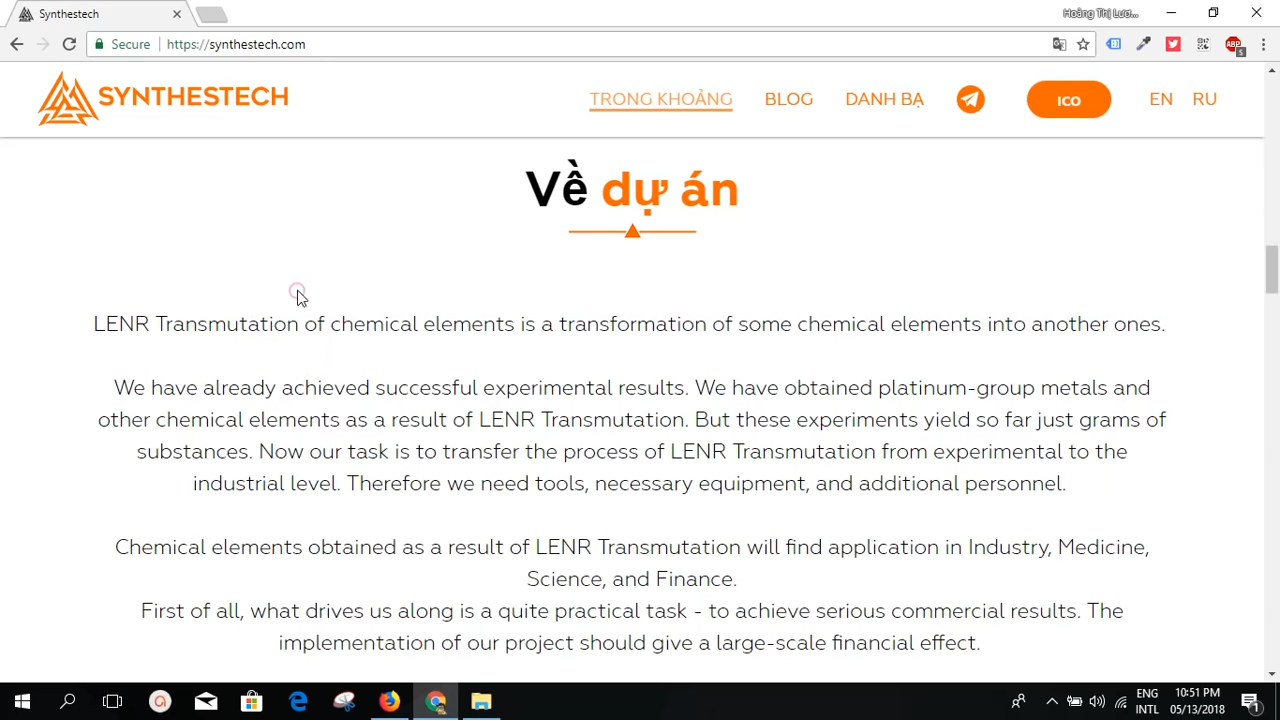 Synthestech
Hoàng Thị Lươ...
Secure https://synthestech.com
ABP
5
SYNTHESTECH
TRONG KHOẢNG BLOG DANH BẠ ICO EN RU
Về dự án
LENR Transmutation of chemical elements is a transformation of some chemical elements into another ones.
We have already achieved successful experimental results. We have obtained platinum-group metals and
other chemical elements as a result of LENR Transmutation. But these experiments yield so far just grams of
substances. Now our task is to transfer the process of LENR Transmutation from experimental to the
industrial level. Therefore we need tools, necessary equipment, and additional personnel.
Chemical elements obtained as a result of LENR Transmutation will find application in Industry, Medicine,
Science, and Finance.
First of all, what drives us along is a quite practical task - to achieve serious commercial results. The
implementation of our project should give a large-scale financial effect.
ENG 10:51 PM
INTL 05/13/2018
1